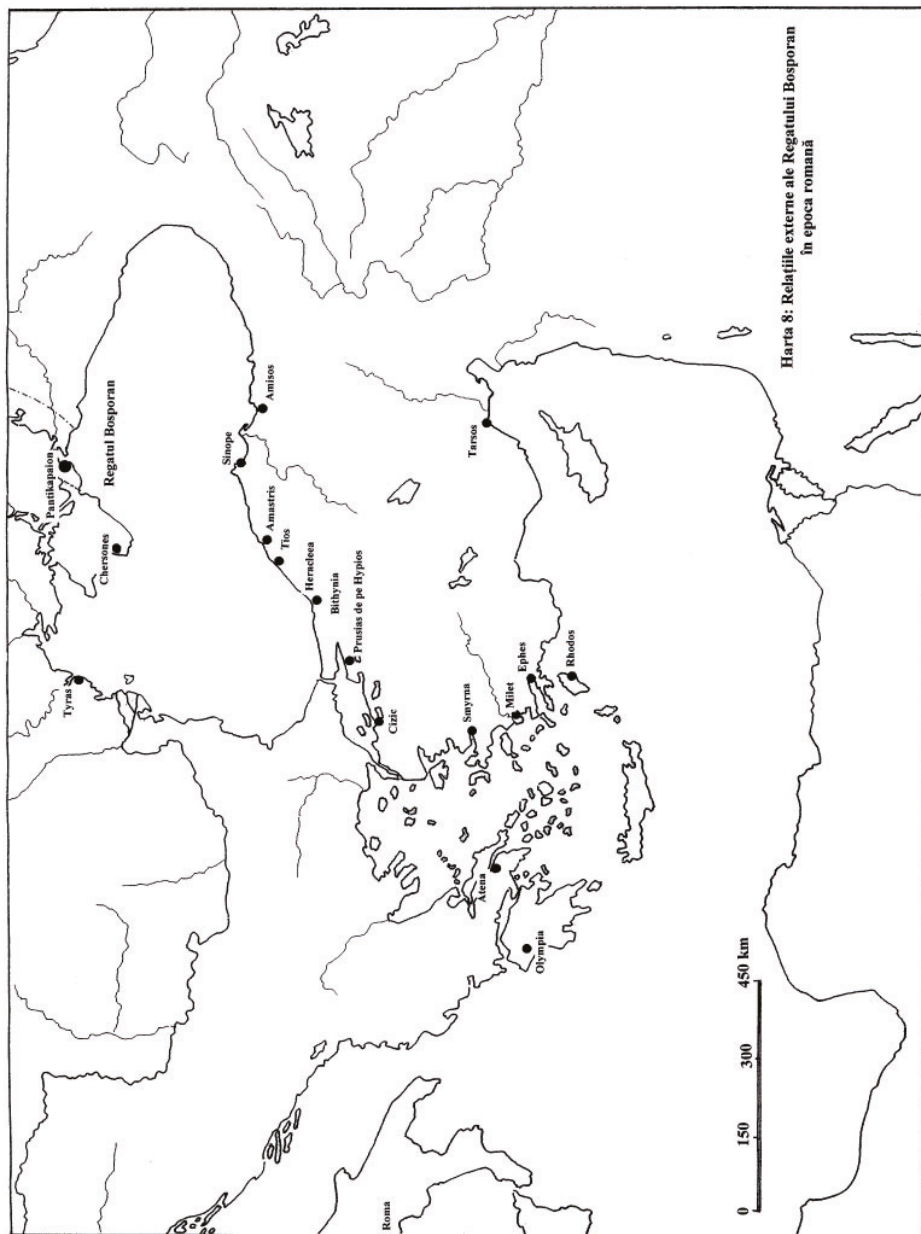 Pantikapaion
Regatul Bosporan
Chersones
Tyras
Sinope
Amisos
Amastris
Tios
Heracleea
Bithynia
Prusias de pe Hypios
Cizic
Smyrna
Milet
Ephes
Rhodos
Tarsos
Atena
Olympia
Roma
0 150 300 450 km
Harta 8: Relațiile externe ale Regatului Bosporan
în epoca romană